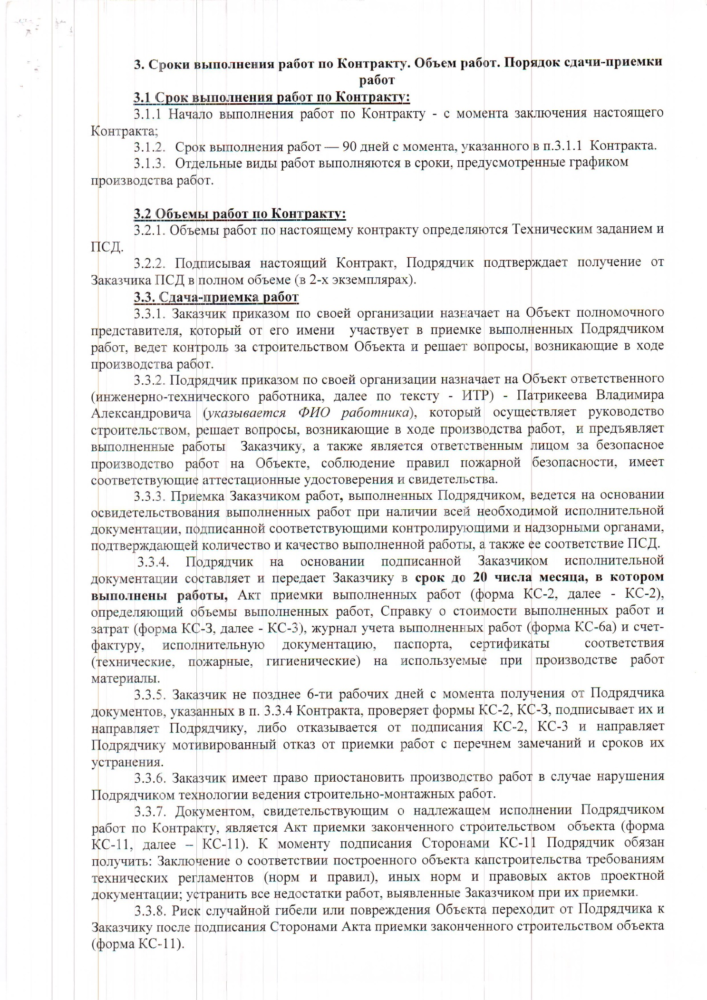 3. Сроки выполнения работ по Контракту. Объем работ. Порядок сдачи-приемки
работ
3.1 Срок выполнения работ по Контракту:
3.1.1 Начало выполнения работ по Контракту - с момента заключения настоящего
Контракта;
3.1.2. Срок выполнения работ — 90 дней с момента, указанного в п.3.1.1 Контракта.
3.1.3. Отдельные виды работ выполняются в сроки, предусмотренные графиком
производства работ.
3.2 Объемы работ по Контракту:
3.2.1. Объемы работ по настоящему контракту определяются Техническим заданием и
ПСД.
3.2.2. Подписывая настоящий Контракт, Подрядчик подтверждает получение от
Заказчика ПСД в полном объеме (в 2-х экземплярах).
3.3. Сдача-приемка работ
3.3.1. Заказчик приказом по своей организации назначает на Объект полномочного
представителя, который от его имени участвует в приемке выполненных Подрядчиком
работ, ведет контроль за строительством Объекта и решает вопросы, возникающие в ходе
производства работ.
3.3.2. Подрядчик приказом по своей организации назначает на Объект ответственного
(инженерно-технического работника, далее по тексту - ИТР) - Патрикеева Владимира
Александровича (указывается ФИО работника), который осуществляет руководство
строительством, решает вопросы, возникающие в ходе производства работ, и предъявляет
выполненные работы Заказчику, а также является ответственным лицом за безопасное
производство работ на Объекте, соблюдение правил пожарной безопасности, имеет
соответствующие аттестационные удостоверения и свидетельства.
3.3.3. Приемка Заказчиком работ, выполненных Подрядчиком, ведется на основании
освидетельствования выполненных работ при наличии всей необходимой исполнительной
документации, подписанной соответствующими контролирующими и надзорными органами,
подтверждающей количество и качество выполненной работы, а также ее соответствие ПСД.
3.3.4. Подрядчик на основании подписанной Заказчиком исполнительной
документации составляет и передает Заказчику в срок до 20 числа месяца, в котором
выполнены работы, Акт приемки выполненных работ (форма КС-2, далее - КС-2),
определяющий объемы выполненных работ, Справку о стоимости выполненных работ и
затрат (форма КС-3, далее - КС-3), журнал учета выполненных работ (форма КС-6а) и счет-
фактуру, исполнительную документацию, паспорта, сертификаты соответствия
(технические, пожарные, гигиенические) на используемые при производстве работ
материалы.
3.3.5. Заказчик не позднее 6-ти рабочих дней с момента получения от Подрядчика
документов, указанных в п. 3.3.4 Контракта, проверяет формы КС-2, КС-3, подписывает их и
направляет Подрядчику, либо отказывается от подписания КС-2, КС-3 и направляет
Подрядчику мотивированный отказ от приемки работ с перечнем замечаний и сроков их
устранения.
3.3.6. Заказчик имеет право приостановить производство работ в случае нарушения
Подрядчиком технологии ведения строительно-монтажных работ.
3.3.7. Документом, свидетельствующим о надлежащем исполнении Подрядчиком
работ по Контракту, является Акт приемки законченного строительством объекта (форма
КС-11, далее – КС-11). К моменту подписания Сторонами КС-11 Подрядчик обязан
получить: Заключение о соответствии построенного объекта капстроительства требованиям
технических регламентов (норм и правил), иных норм и правовых актов проектной
документации; устранить все недостатки работ, выявленные Заказчиком при их приемки.
3.3.8. Риск случайной гибели или повреждения Объекта переходит от Подрядчика к
Заказчику после подписания Сторонами Акта приемки законченного строительством объекта
(форма КС-11).